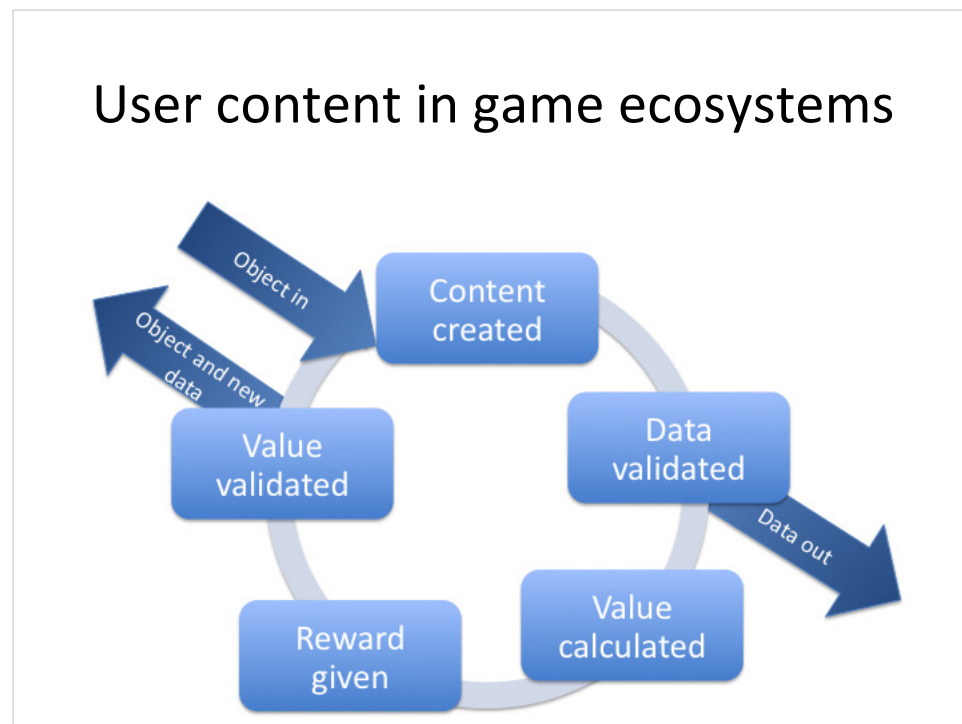 User content in game ecosystems
Object in
Object and new
data
Content
created
Value
validated
Data
validated
Data out
Value
calculated
Reward
given